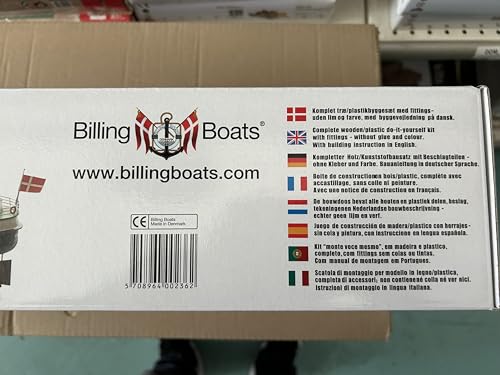 Billing Boats®
www.billingboats.com
CE Billing Boats
Made in Denmark
5 708964 002362
Komplet træ/plastikbyggesæt med fittings-
uden lim og farve, med byggevejledning på dansk.
Complete wooden/plastic do-it-yourself kit
with fittings - without glue and colour.
With building instruction in English.
Kompletter Holz/Kunststoffbausatz mit Beschlagteilen -
ohne Kleber und Farbe. Bauanleitung in deutscher Sprache.
Boite de construction en bois/plastic, complète avec
accastillage, sans colle ni peinture.
Avec une notice de construction en français.
De bouwdoos bevat alle houten en plastiek delen, beslag,
tekeningenen Nederlandse bouwbeschrijving -
echter geen lijm en verf.
Juego de construcción de madera/plastico con herrajes-
sin cola y pintura, con instrucciones en lengua española.
Kit "monte voce mesmo", em madeira e plastico,
completo, com fittings sem colas ou tintas.
Com manual de montagem em Portugues.
Scatola di montaggio per modello in legno/plastica,
completa di accessori; non contienené colla né ver nici.
Istruzioni di montaggio in lingua italiana.